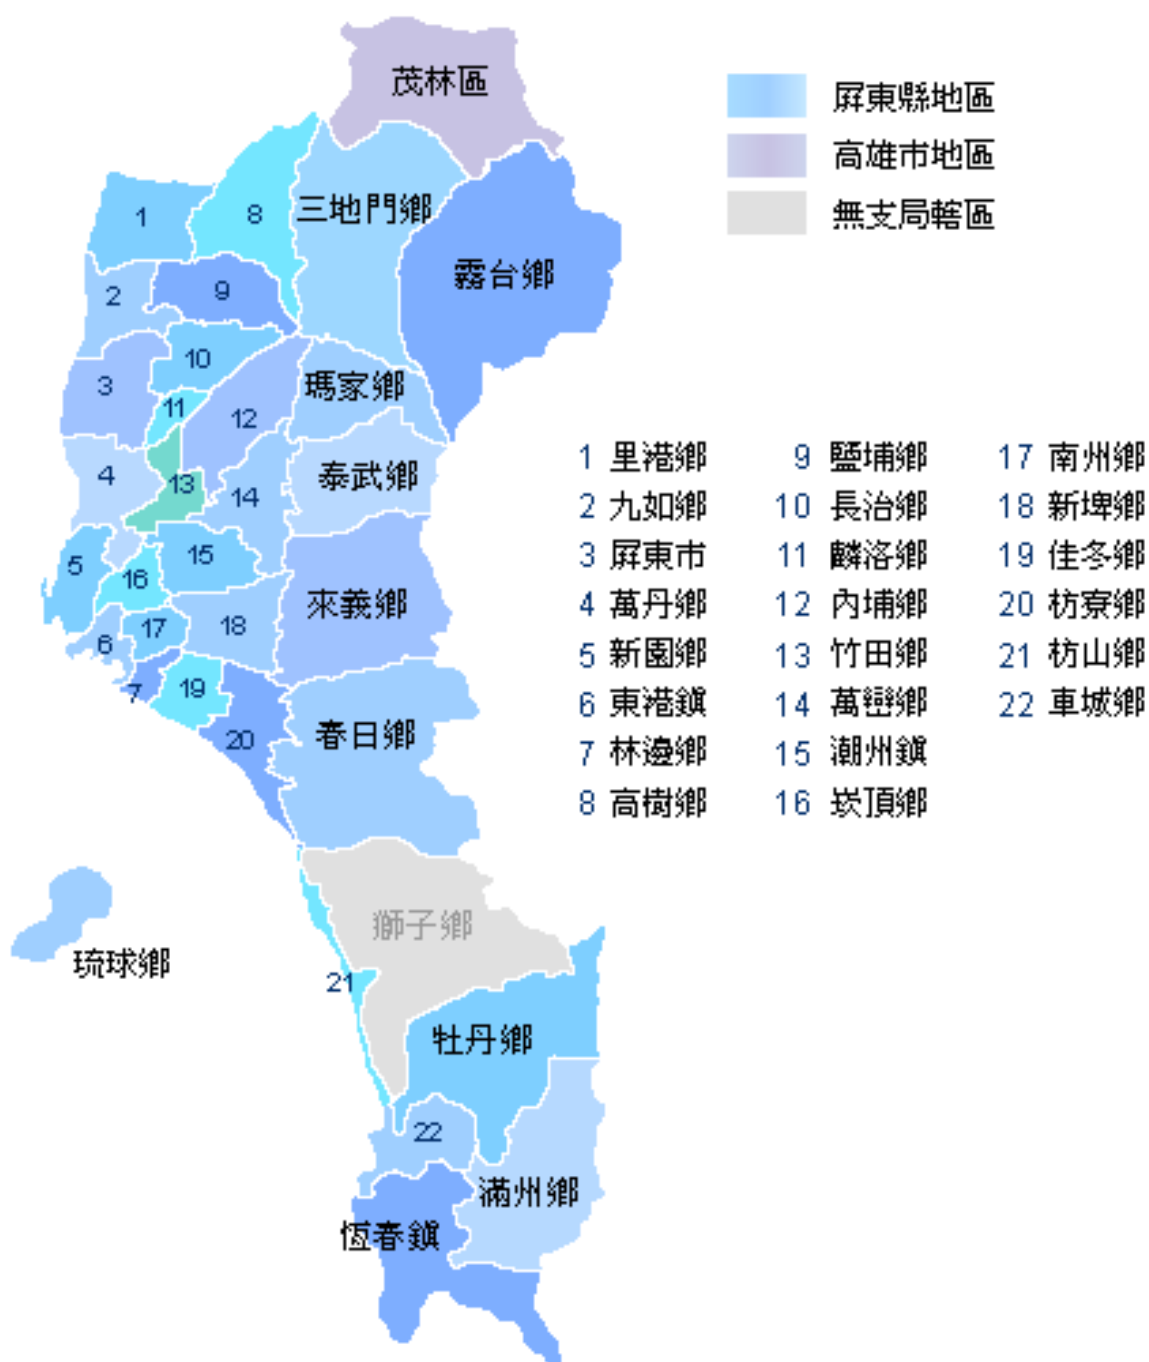 茂林區
屏東縣地區
高雄市地區
無支局轄區
1
8
三地門鄉
霧台鄉
2
9
10
3
瑪家鄉
11
12
4
13
14
泰武鄉
5
16
15
來義鄉
6
17
18
7
19
20
春日鄉
獅子鄉
琉球鄉
21
牡丹鄉
22
滿州鄉
恆春鎮
1 里港鄉
2 九如鄉
3 屏東市
4 萬丹鄉
5 新園鄉
6 東港鎮
7 林邊鄉
8 高樹鄉
9 鹽埔鄉
10 長治鄉
11 麟洛鄉
12 內埔鄉
13 竹田鄉
14 萬巒鄉
15 潮州鎮
16 崁頂鄉
17 南州鄉
18 新埤鄉
19 佳冬鄉
20 枋寮鄉
21 枋山鄉
22 車城鄉